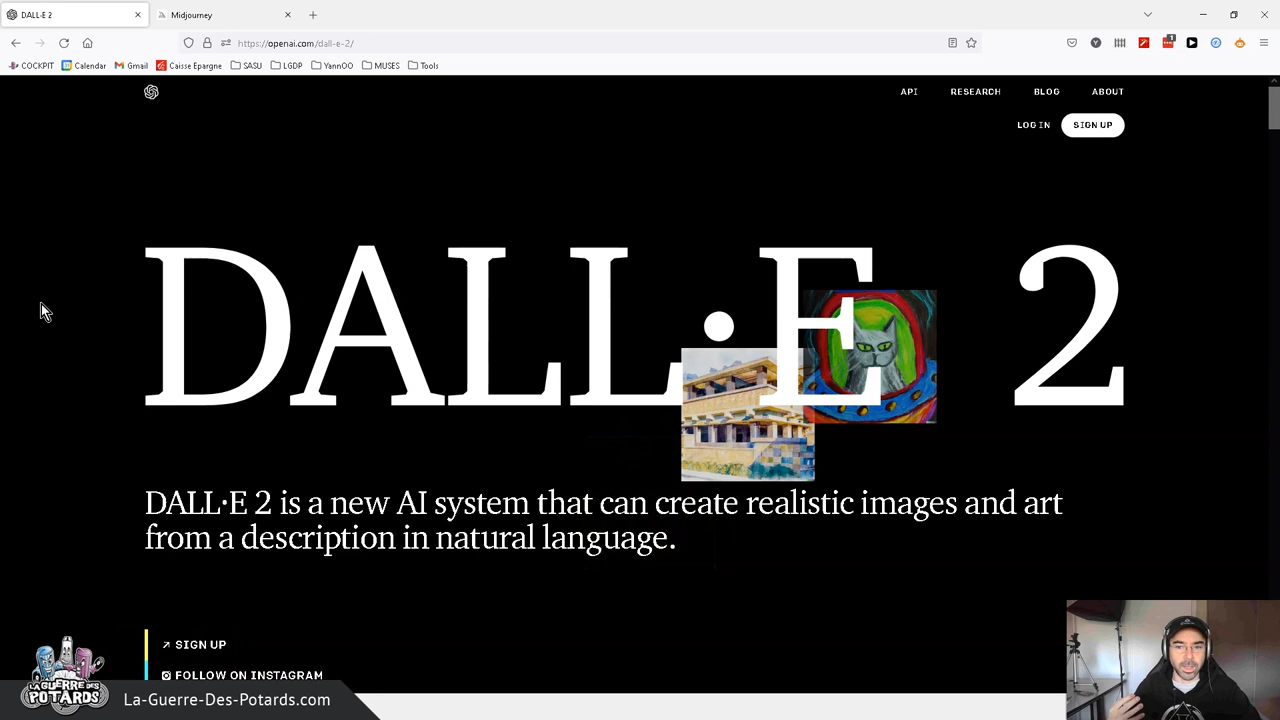 DALL·E 2
Midjourney
https://openai.com/dall-e-2/
COCKPIT
Calendar
Gmail
Caisse Epargne
SASU
LGDP
YannOO
MUSES
Tools
API
RESEARCH
BLOG
ABOUT
LOG IN
SIGN UP
DALL·E 2
DALL·E 2 is a new AI system that can create realistic images and art
from a description in natural language.
SIGN UP
FOLLOW ON INSTAGRAM
LA GUERRE DES
POTARDS
La-Guerre-Des-Potards.com